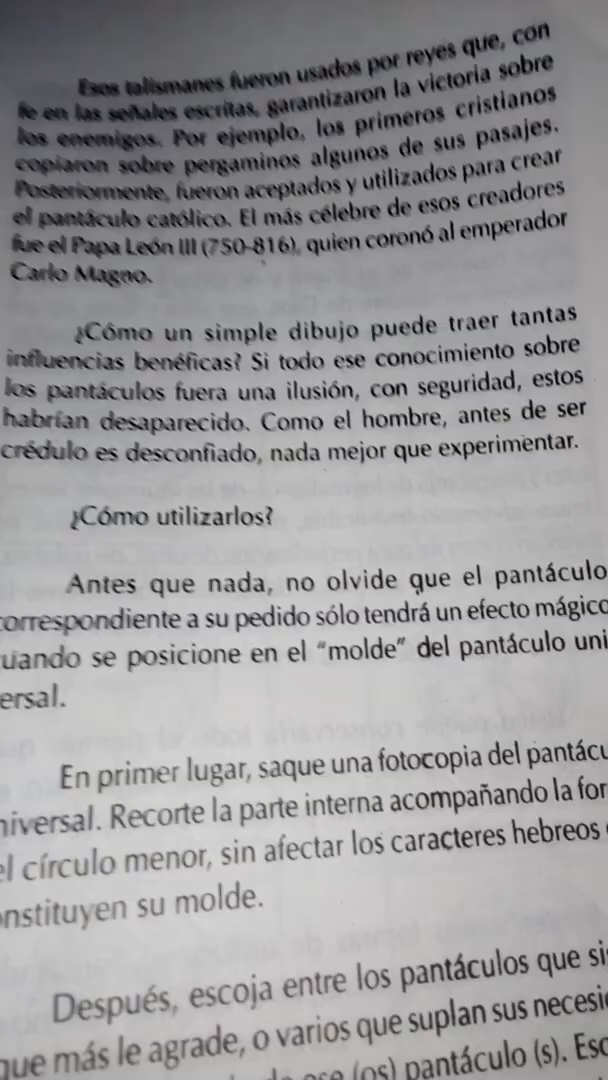 Esos talismanes fueron usados por reyes que, con
fe en las señales escritas, garantizaron la victoria sobre
los enemigos. Por ejemplo, los primeros cristianos
copiaron sobre pergaminos algunos de sus pasajes.
Posteriormente, fueron aceptados y utilizados para crear
el pantáculo católico. El más célebre de esos creadores
fue el Papa León III (750-816), quien coronó al emperador
Carlo Magno.
¿Cómo un simple dibujo puede traer tantas
influencias benéficas? Si todo ese conocimiento sobre
los pantáculos fuera una ilusión, con seguridad, estos
habrían desaparecido. Como el hombre, antes de ser
crédulo es desconfiado, nada mejor que experimentar.
¿Cómo utilizarlos?
Antes que nada, no olvide que el pantáculo
correspondiente a su pedido sólo tendrá un efecto mágico
cuando se posicione en el "molde" del pantáculo uni
ersal.
En primer lugar, saque una fotocopia del pantácu
niversal. Recorte la parte interna acompañando la for
el círculo menor, sin afectar los caracteres hebreos
onstituyen su molde.
Después, escoja entre los pantáculos que si
que más le agrade, o varios que suplan sus necesi
ese (os) pantáculo (s). Esc